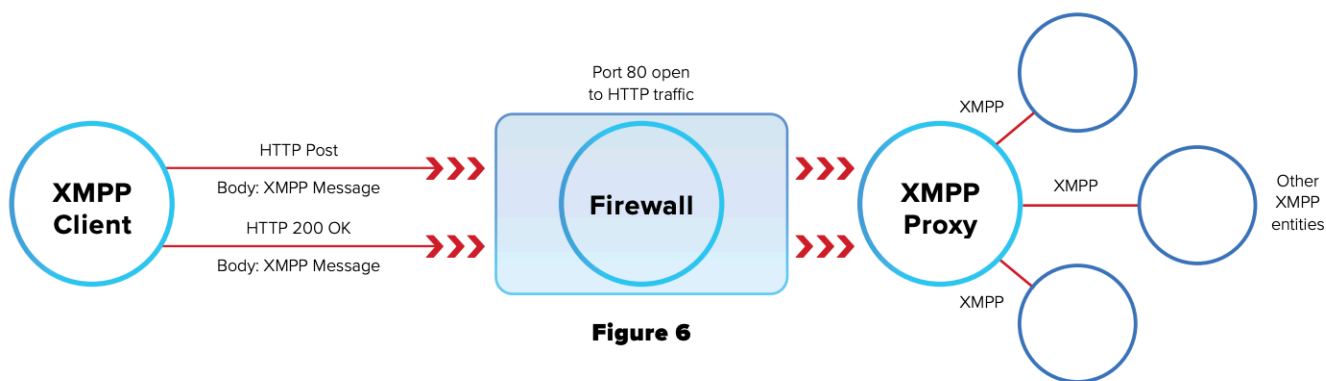 XMPP
Client
HTTP Post
Body: XMPP Message
HTTP 200 OK
Body: XMPP Message
Port 80 open
to HTTP traffic
Firewall
Figure 6
XMPP
Proxy
XMPP
XMPP
XMPP
Other
XMPP
entities